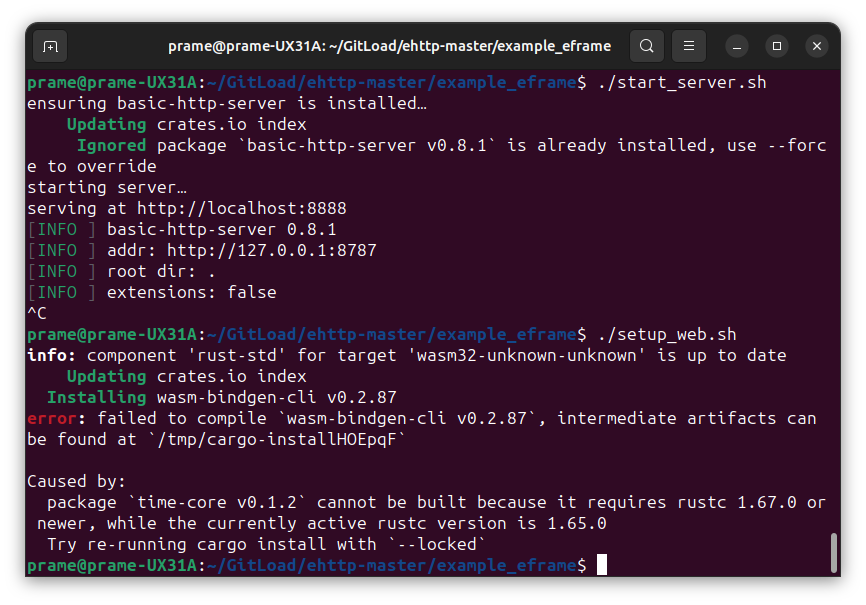 prame@prame-UX31A: ~/GitLoad/ehttp-master/example_eframe
prame@prame-UX31A:~/GitLoad/ehttp-master/example_eframe$ ./start_server.sh
ensuring basic-http-server is installed…
    Updating crates.io index
     Ignored package `basic-http-server v0.8.1` is already installed, use --forc
e to override
starting server…
serving at http://localhost:8888
[INFO ] basic-http-server 0.8.1
[INFO ] addr: http://127.0.0.1:8787
[INFO ] root dir: .
[INFO ] extensions: false
^C
prame@prame-UX31A:~/GitLoad/ehttp-master/example_eframe$ ./setup_web.sh
info: component 'rust-std' for target 'wasm32-unknown-unknown' is up to date
    Updating crates.io index
  Installing wasm-bindgen-cli v0.2.87
error: failed to compile `wasm-bindgen-cli v0.2.87`, intermediate artifacts can
be found at `/tmp/cargo-installHOEpqF`

Caused by:
  package `time-core v0.1.2` cannot be built because it requires rustc 1.67.0 or
 newer, while the currently active rustc version is 1.65.0
  Try re-running cargo install with `--locked`
prame@prame-UX31A:~/GitLoad/ehttp-master/example_eframe$